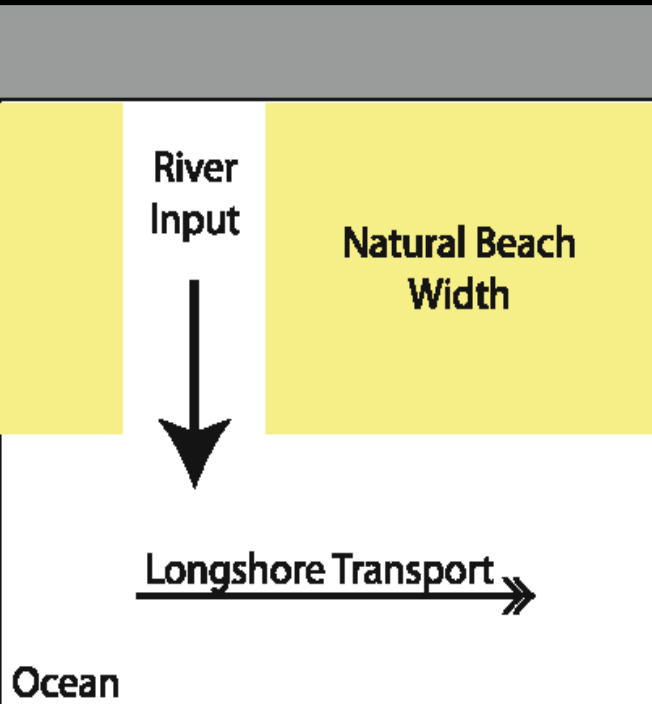 River
Input
Natural Beach
Width
Longshore Transport
Ocean